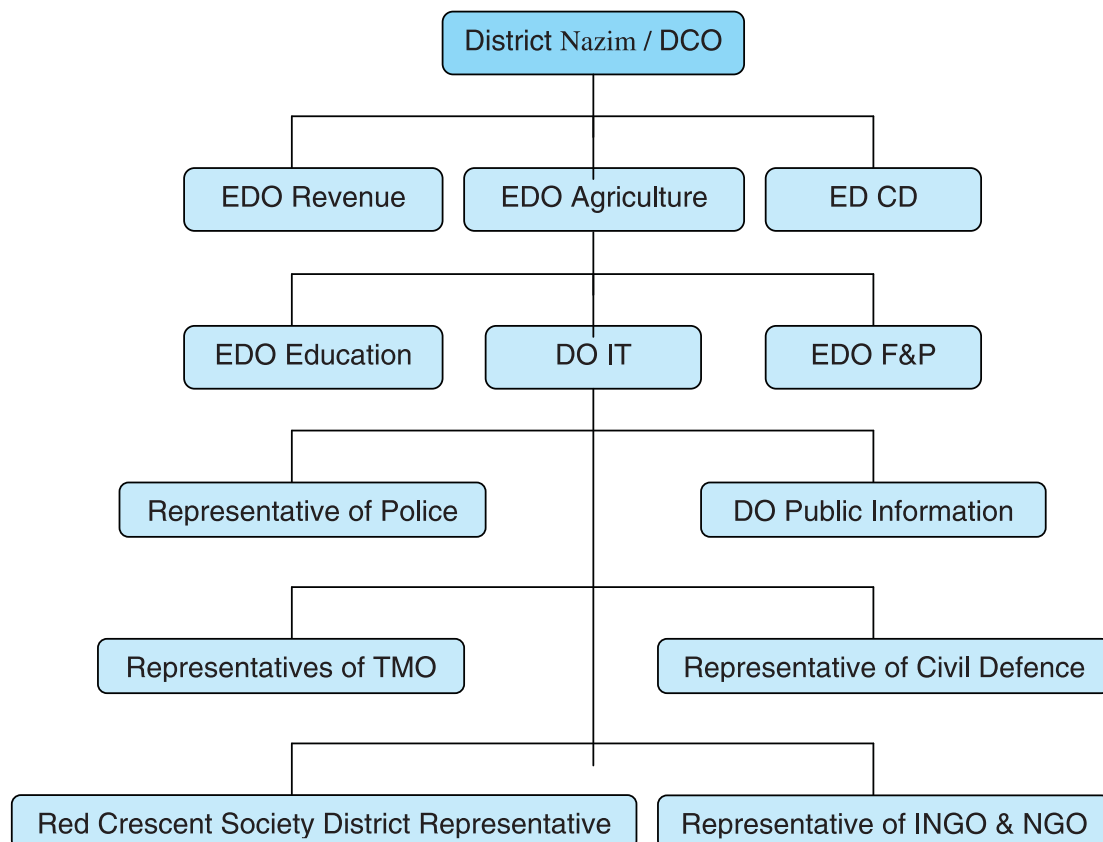 District Nazim / DCO
EDO Revenue
EDO Agriculture
ED CD
EDO Education
DO IT
EDO F&P
Representative of Police
DO Public Information
Representatives of TMO
Representative of Civil Defence
Red Crescent Society District Representative
Representative of INGO & NGO